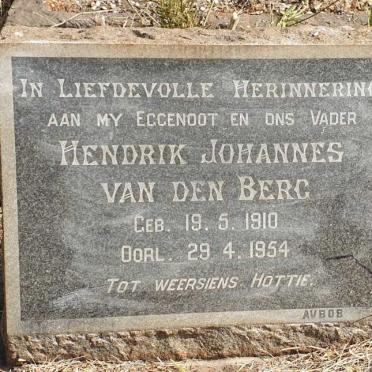 In Liefdevolle Herinnering
aan my Eggenoot en ons Vader
Hendrik Johannes
van den Berg
Geb. 19. 5. 1910
Oorl. 29 4. 1954
Tot weersiens Hottie.
AVBOB